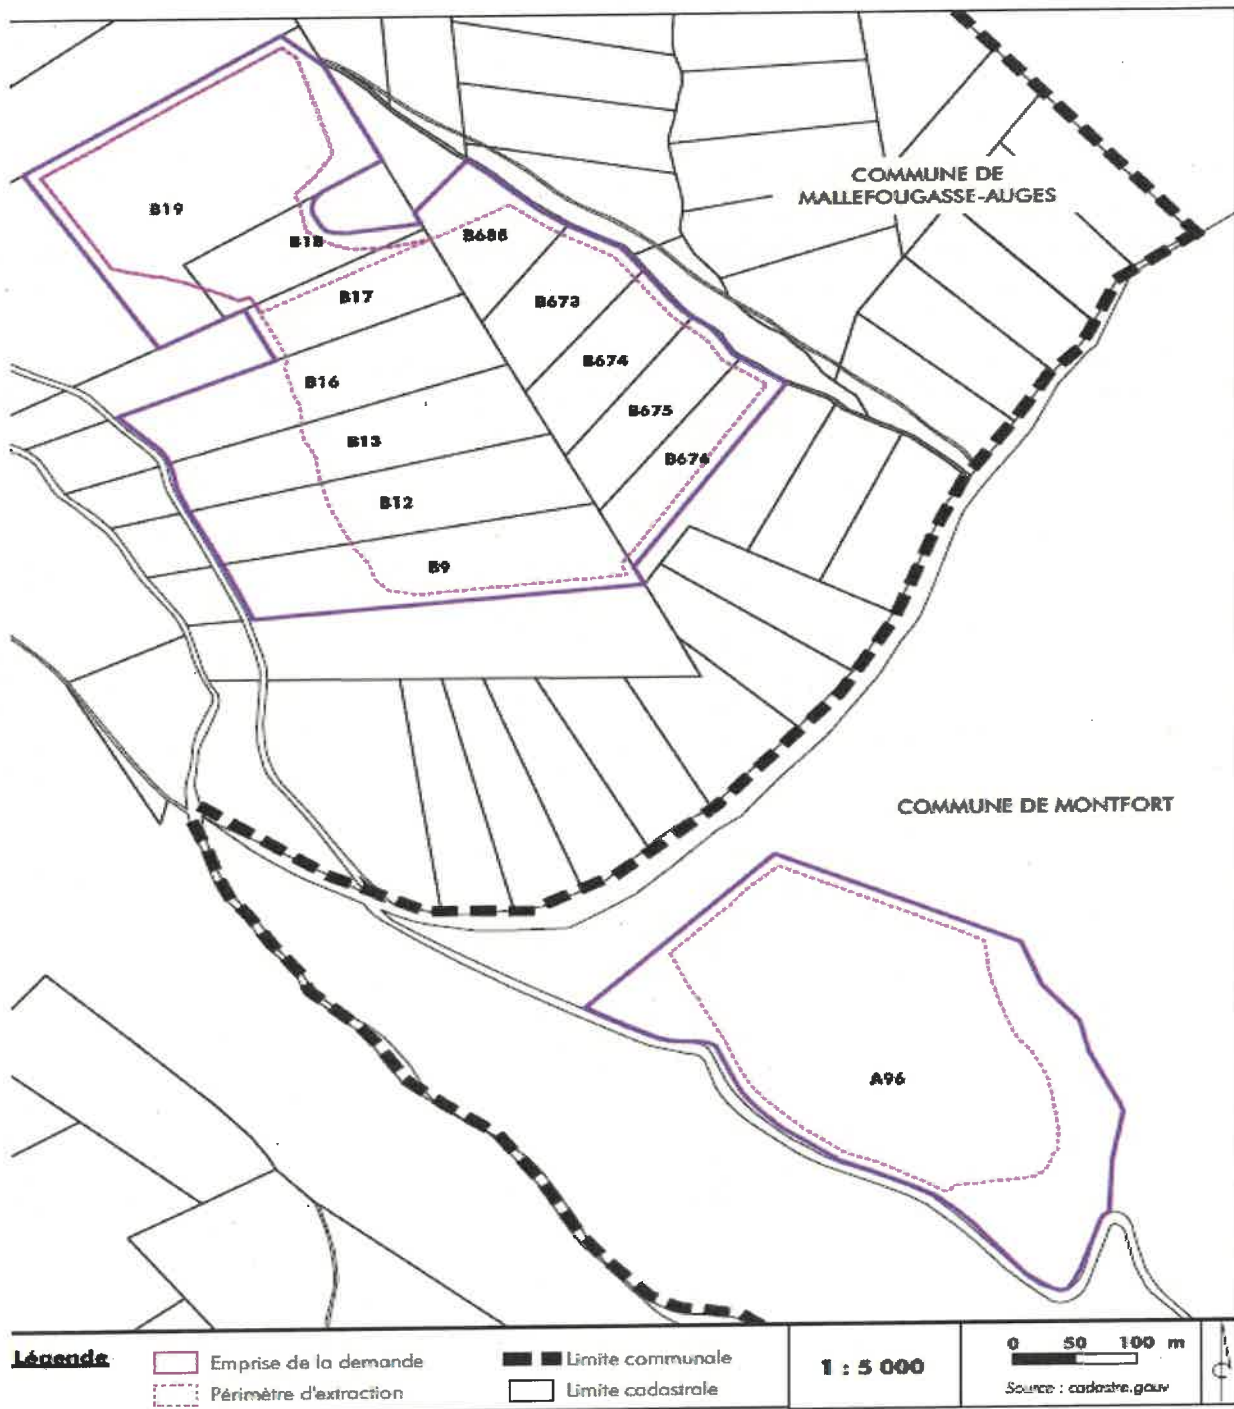 COMMUNE DE
MALLEFOUGASSE-AUGES
B19
B18
B688
B17
B673
B16
B674
B675
B13
B676
B12
B9
COMMUNE DE MONTFORT
A96
Légende
Emprise de la demande
Périmètre d'extraction
Limite communale
Limite cadastrale
1 : 5 000
0 50 100 m
Source : cadastre.gouv